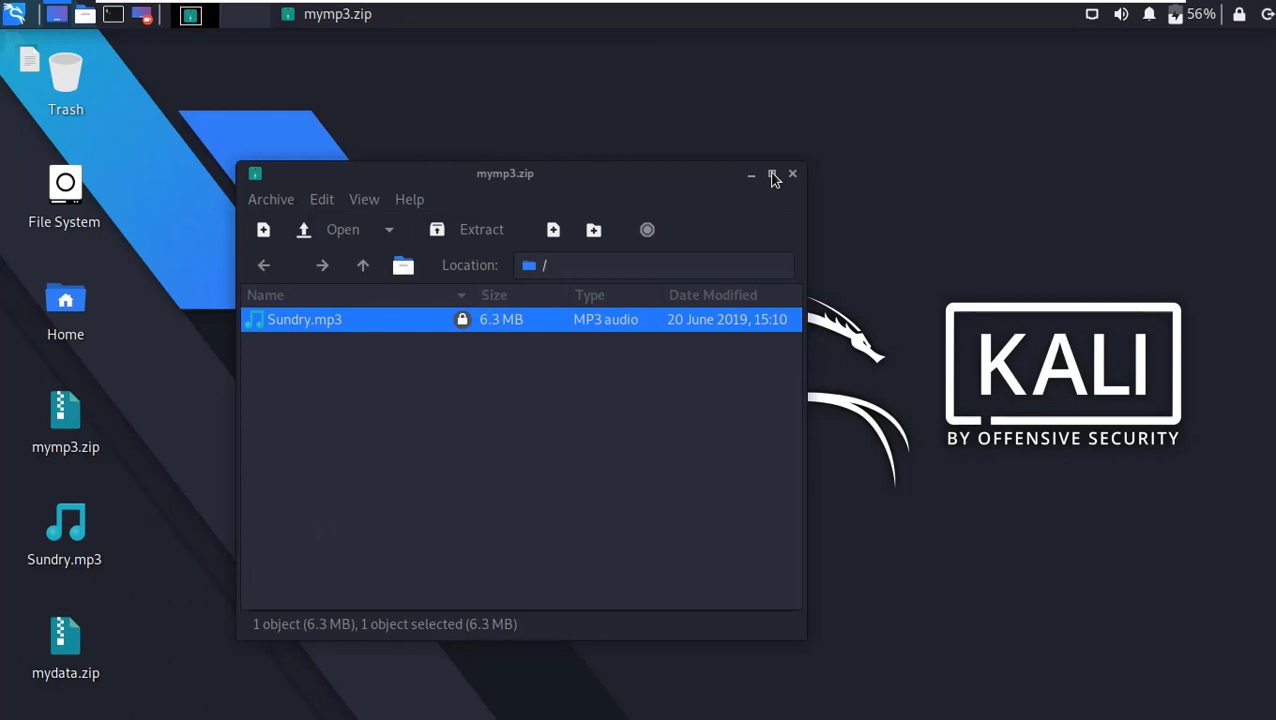 mymp3.zip
56%
Trash
File System
Home
mymp3.zip
Sundry.mp3
mydata.zip
mymp3.zip
Archive Edit View Help
Open Extract
Location: /
Name Size Type Date Modified
Sundry.mp3 6.3 MB MP3 audio 20 June 2019, 15:10
1 object (6.3 MB), 1 object selected (6.3 MB)
KALI
BY OFFENSIVE SECURITY